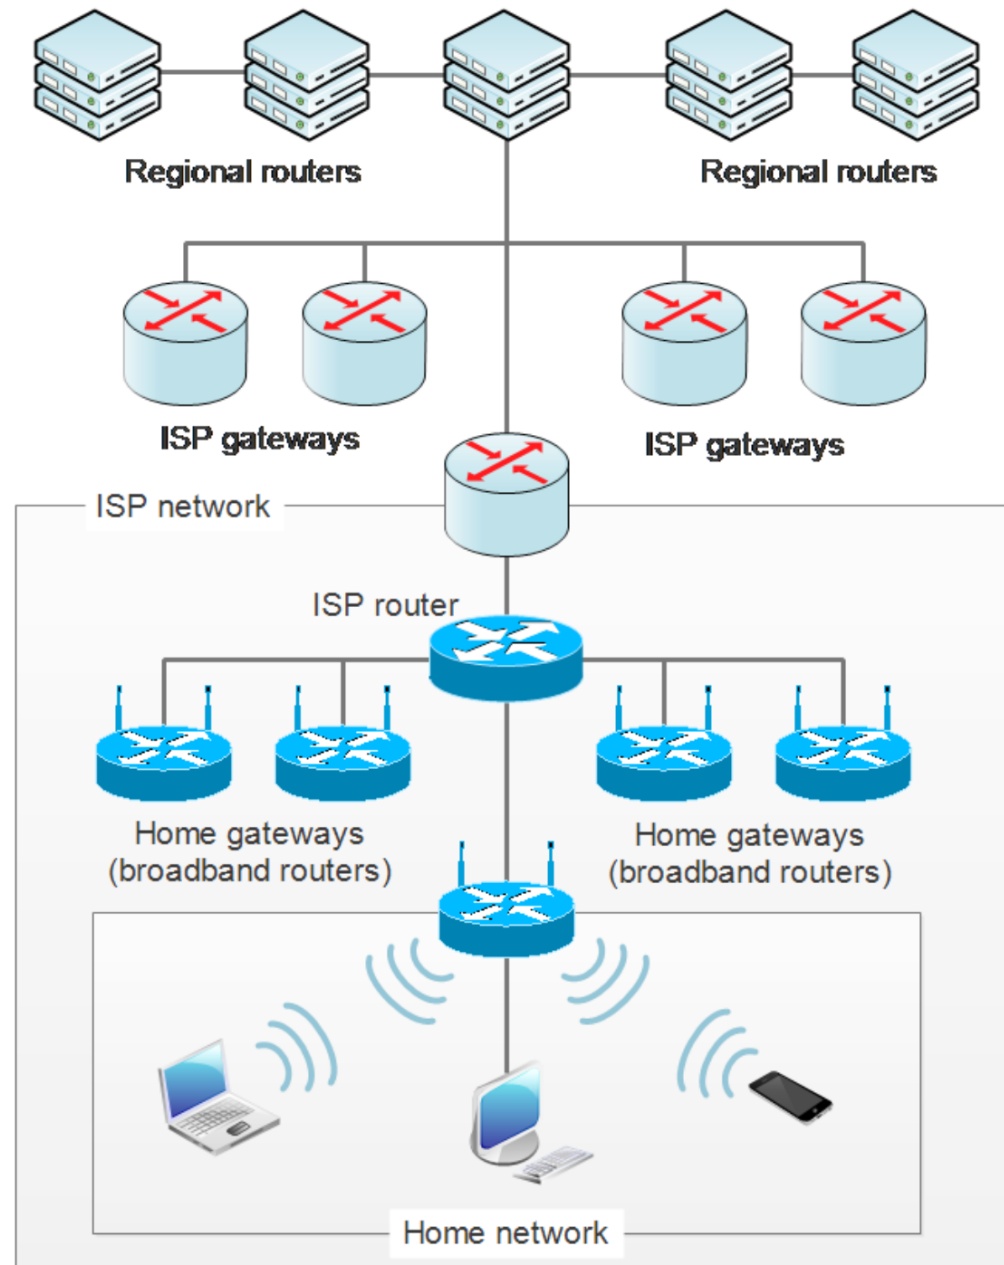 Regional routers
Regional routers
ISP gateways
ISP gateways
ISP network
ISP router
Home gateways
(broadband routers)
Home gateways
(broadband routers)
Home network